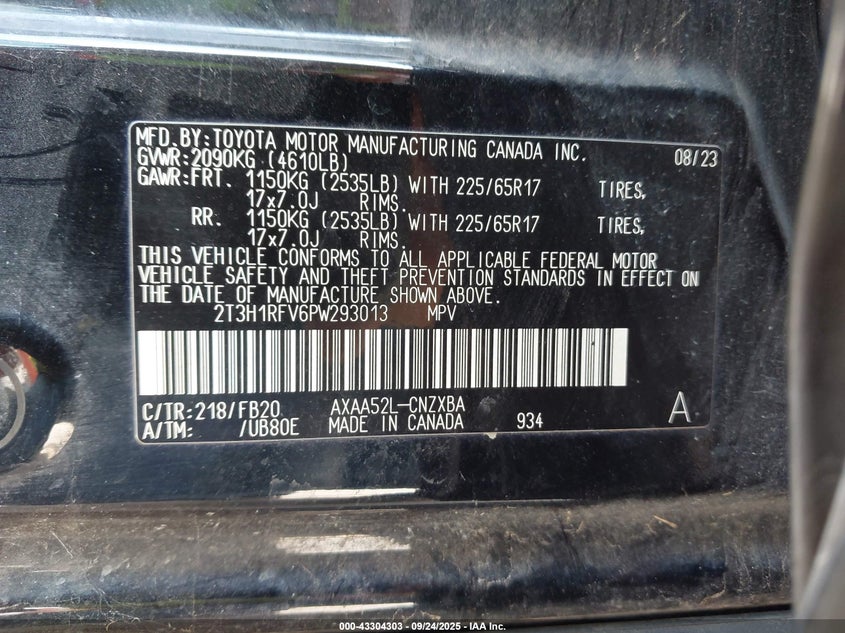 MFD.BY:TOYOTA MOTOR MANUFACTURING CANADA INC. 08/23
GVWR:2090KG (4610LB)
GAWR:FRT. 1150KG (2535LB) WITH 225/65R17 TIRES,
17x7.0J RIMS.
RR. 1150KG (2535LB) WITH 225/65R17 TIRES,
17x7.0J RIMS.
THIS VEHICLE CONFORMS TO ALL APPLICABLE FEDERAL MOTOR
VEHICLE SAFETY AND THEFT PREVENTION STANDARDS IN EFFECT ON
THE DATE OF MANUFACTURE SHOWN ABOVE.
2T3H1RFV6PW293013 MPV
C/TR:218/FB20 AXAA52L-CNZXBA
A/TM: /UB80E MADE IN CANADA 934 A
000-43304303 - 09/24/2025 - IAA Inc.